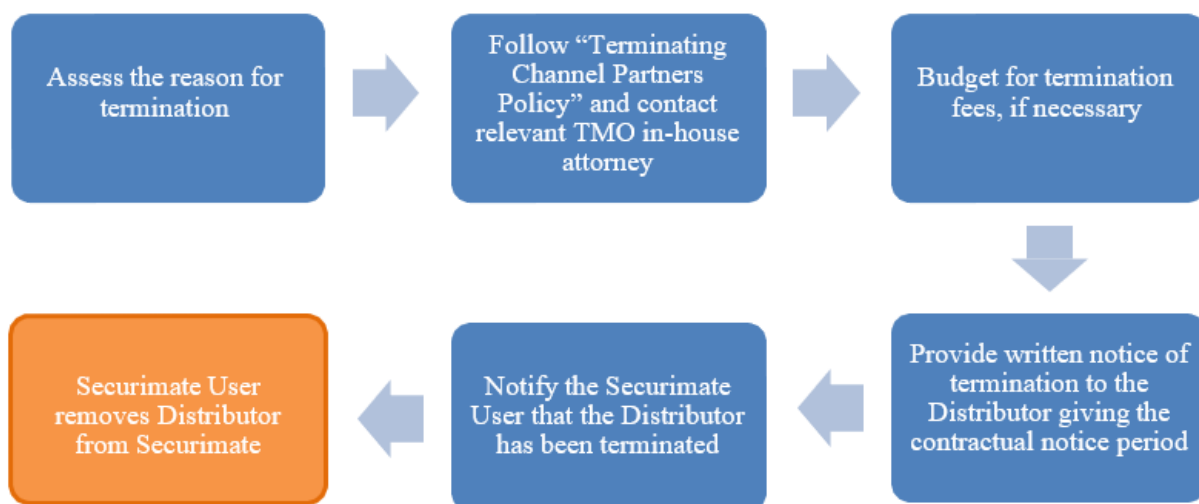 Assess the reason for
termination
Follow “Terminating
Channel Partners
Policy” and contact
relevant TMO in-house
attorney
Budget for termination
fees, if necessary
Provide written notice of
termination to the
Distributor giving the
contractual notice period
Notify the Securimate
User that the Distributor
has been terminated
Securimate User
removes Distributor
from Securimate